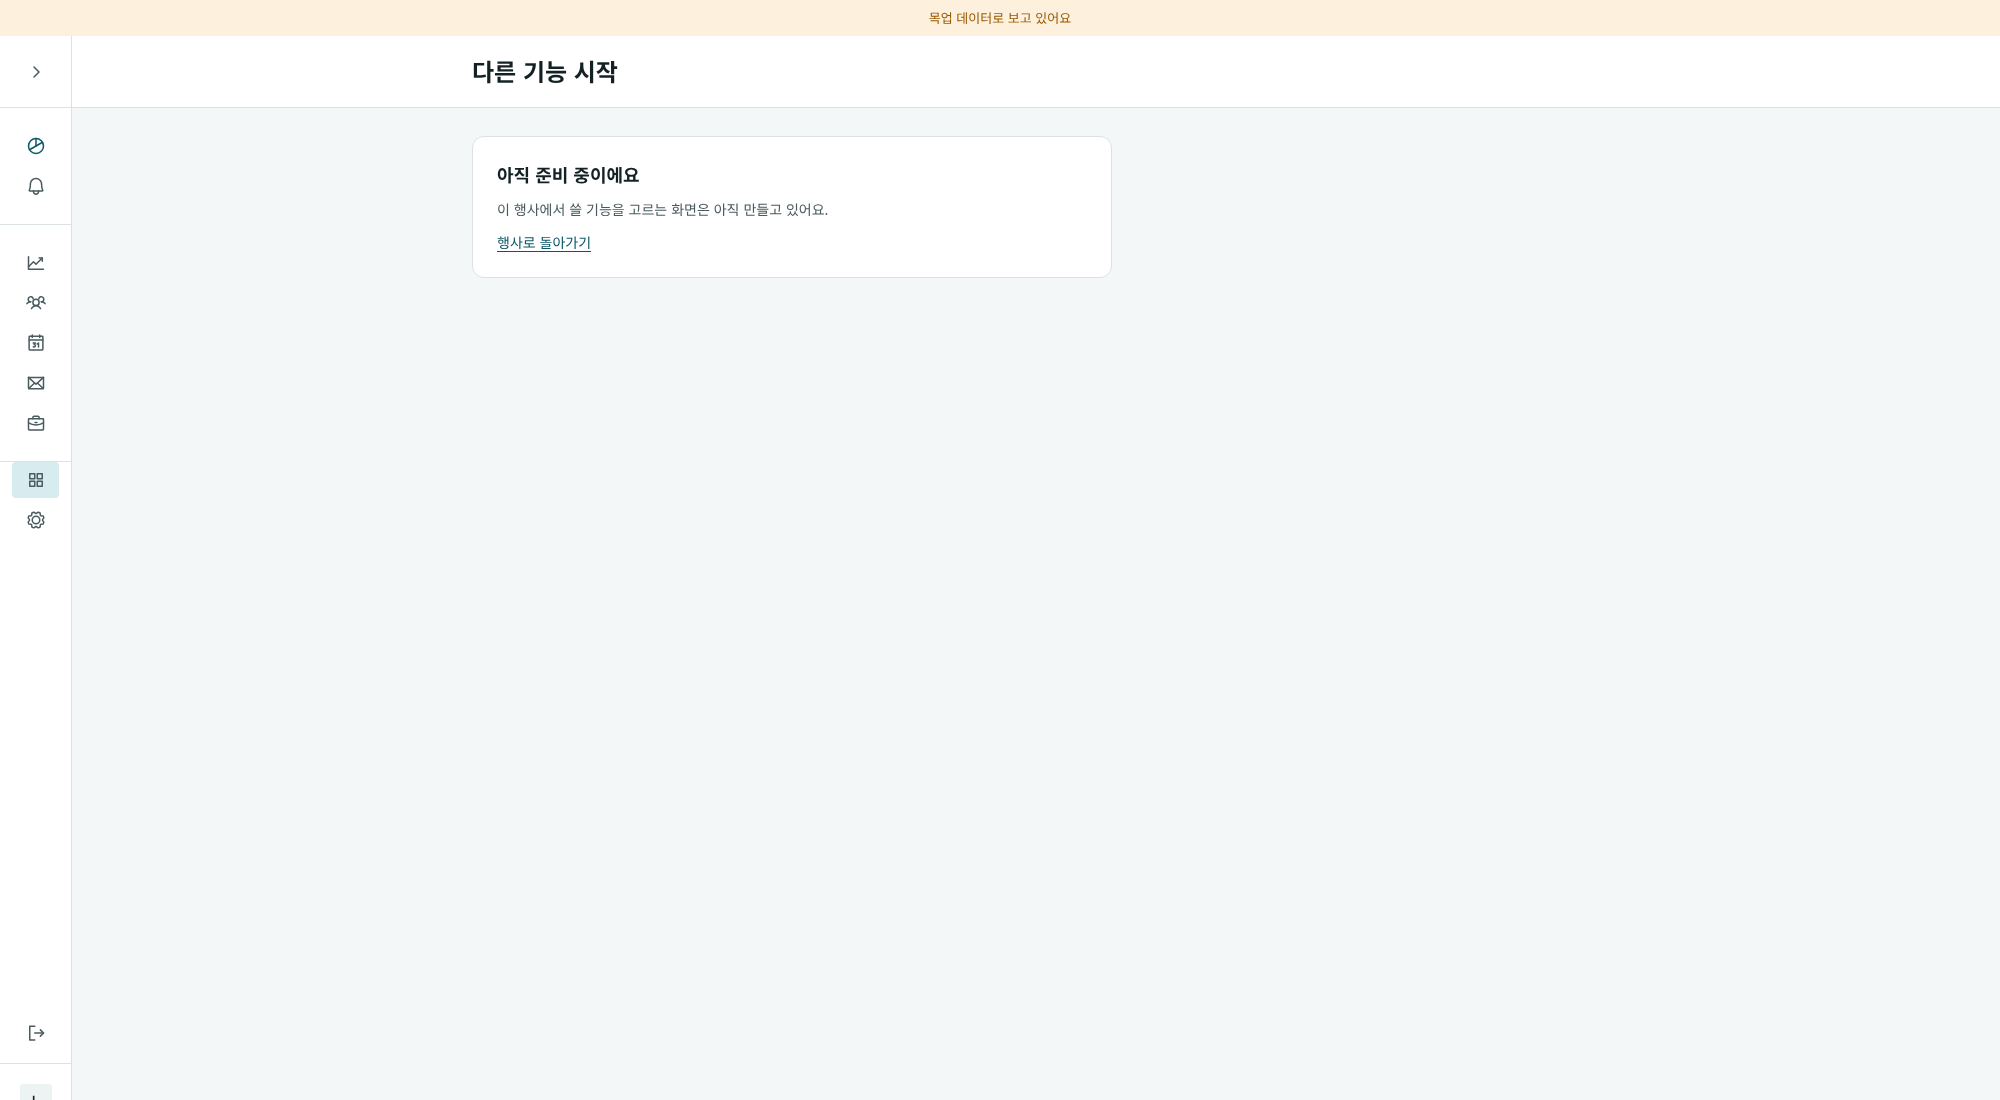 목업 데이터로 보고 있어요
다른 기능 시작
아직 준비 중이에요
이 행사에서 쓸 기능을 고르는 화면은 아직 만들고 있어요.
행사로 돌아가기
31